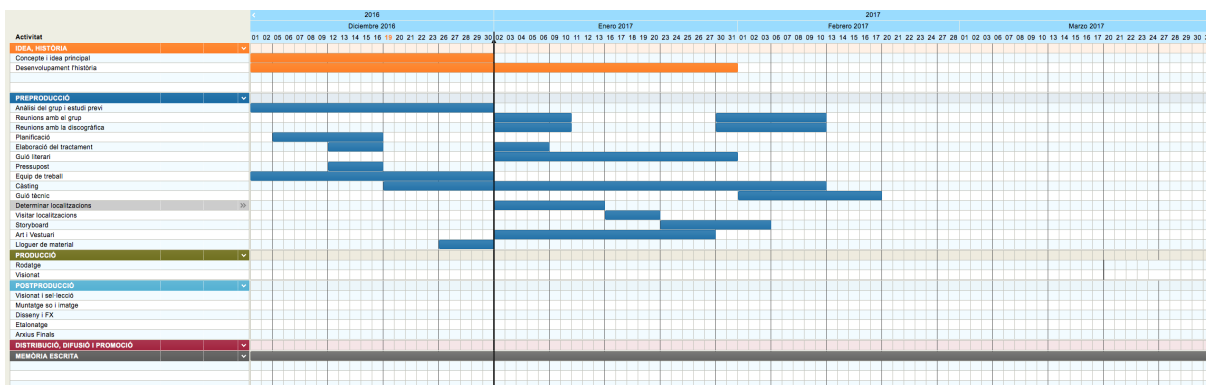 2016 2017
Diciembre 2016 Enero 2017 Febrero 2017 Marzo 2017
Activitat 01 02 05 06 07 08 09 12 13 14 15 16 19 20 21 22 23 26 27 28 29 30 02 03 04 05 06 09 10 11 12 13 16 17 18 19 20 23 24 25 26 27 30 31 01 02 03 06 07 08 09 10 13 14 15 16 17 20 21 22 23 24 27 28 01 02 03 06 07 08 09 10 13 14 15 16 17 20 21 22 23 24 27 28 29 30
IDEA, HISTÒRIA
Concepte i idea principal
Desenvolupament l'història
PREPRODUCCIÓ
Anàlisi del grup i estudi previ
Reunions amb el grup
Reunions amb la discogràfica
Planificació
Elaboració del tractament
Guió literari
Pressupost
Equip de treball
Càsting
Guió tècnic
Determinar localitzacions
Visitar localitzacions
Storyboard
Art i Vestuari
Lloguer de material
PRODUCCIÓ
Rodatge
Visionat
POSTPRODUCCIÓ
Visionat i sel·lecció
Muntatge so i imatge
Disseny i FX
Etalonatge
Arxius Finals
DISTRIBUCIÓ, DIFUSIÓ I PROMOCIÓ
MEMÒRIA ESCRITA